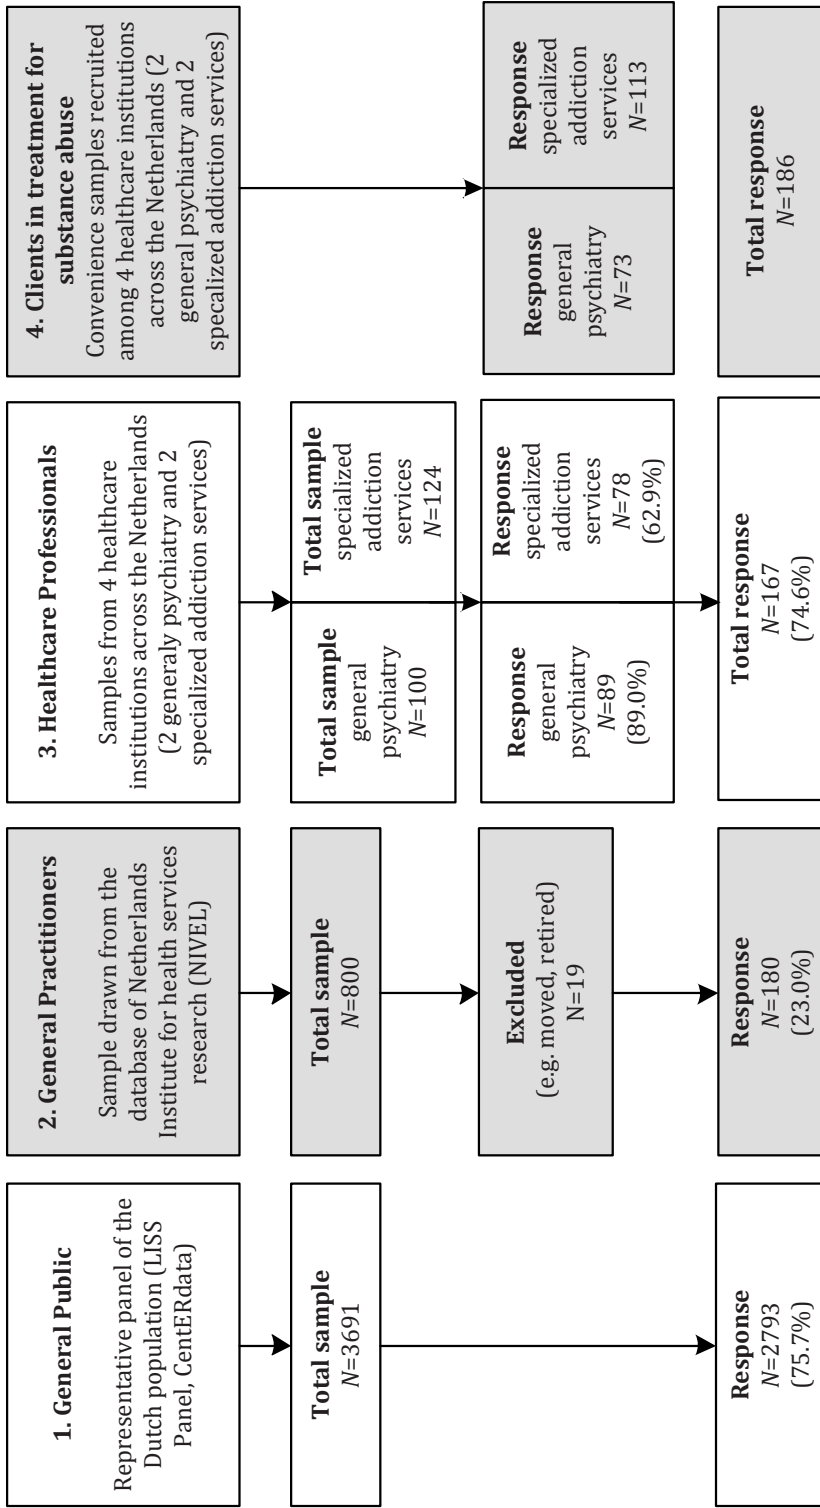 1. General Public
Representative panel of the
Dutch population (LISS
Panel, CentERdata)
Total sample
N=3691
Response
N=2793
(75.7%)
2. General Practitioners
Sample drawn from the
database of Netherlands
Institute for health services
research (NIVEL)
Total sample
N=800
Excluded
(e.g. moved, retired)
N=19
Response
N=180
(23.0%)
3. Healthcare Professionals
Samples from 4 healthcare
institutions across the Netherlands
(2 generaly psychiatry and 2
specialized addiction services)
Total sample
general
psychiatry
N=100
Total sample
specialized
addiction
services
N=124
Response
general
psychiatry
N=89
(89.0%)
Response
specialized
addiction
services
N=78
(62.9%)
Total response
N=167
(74.6%)
4. Clients in treatment for
substance abuse
Convenience samples recruited
among 4 healthcare institutions
across the Netherlands (2
general psychiatry and 2
specalized addiction services)
Response
general
psychiatry
N=73
Response
specialized
addiction
services
N=113
Total response
N=186